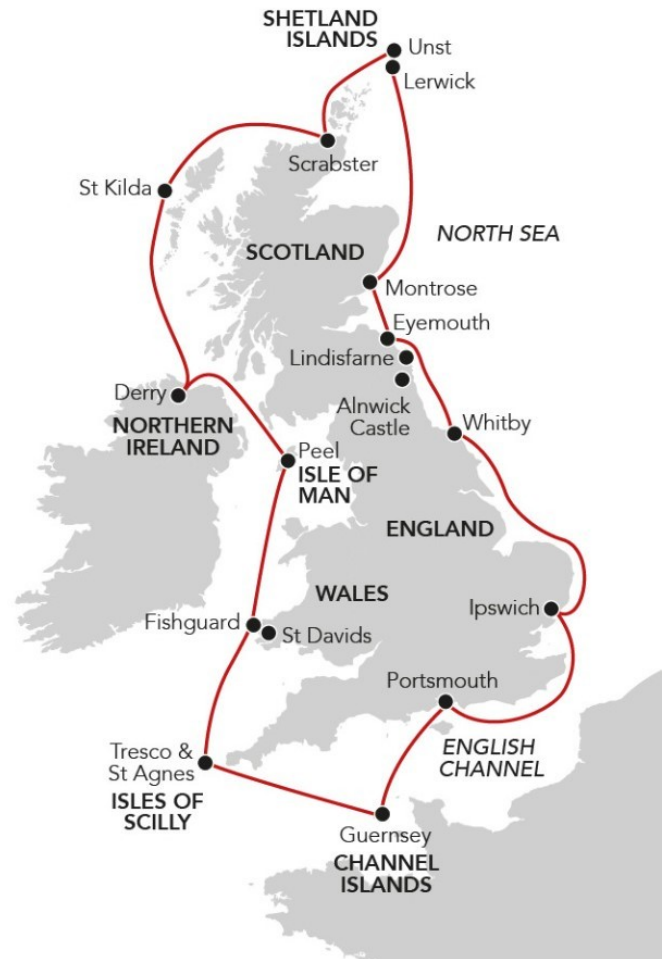 SHETLAND
ISLANDS
Unst
Lerwick
Scrabster
St Kilda
NORTH SEA
SCOTLAND
Montrose
Eyemouth
Lindisfarne
Derry
Alnwick
Castle
Whitby
NORTHERN
IRELAND
Peel
ISLE OF
MAN
ENGLAND
WALES
Ipswich
Fishguard
St Davids
Portsmouth
Tresco &
St Agnes
ISLES OF
SCILLY
ENGLISH
CHANNEL
Guernsey
CHANNEL
ISLANDS